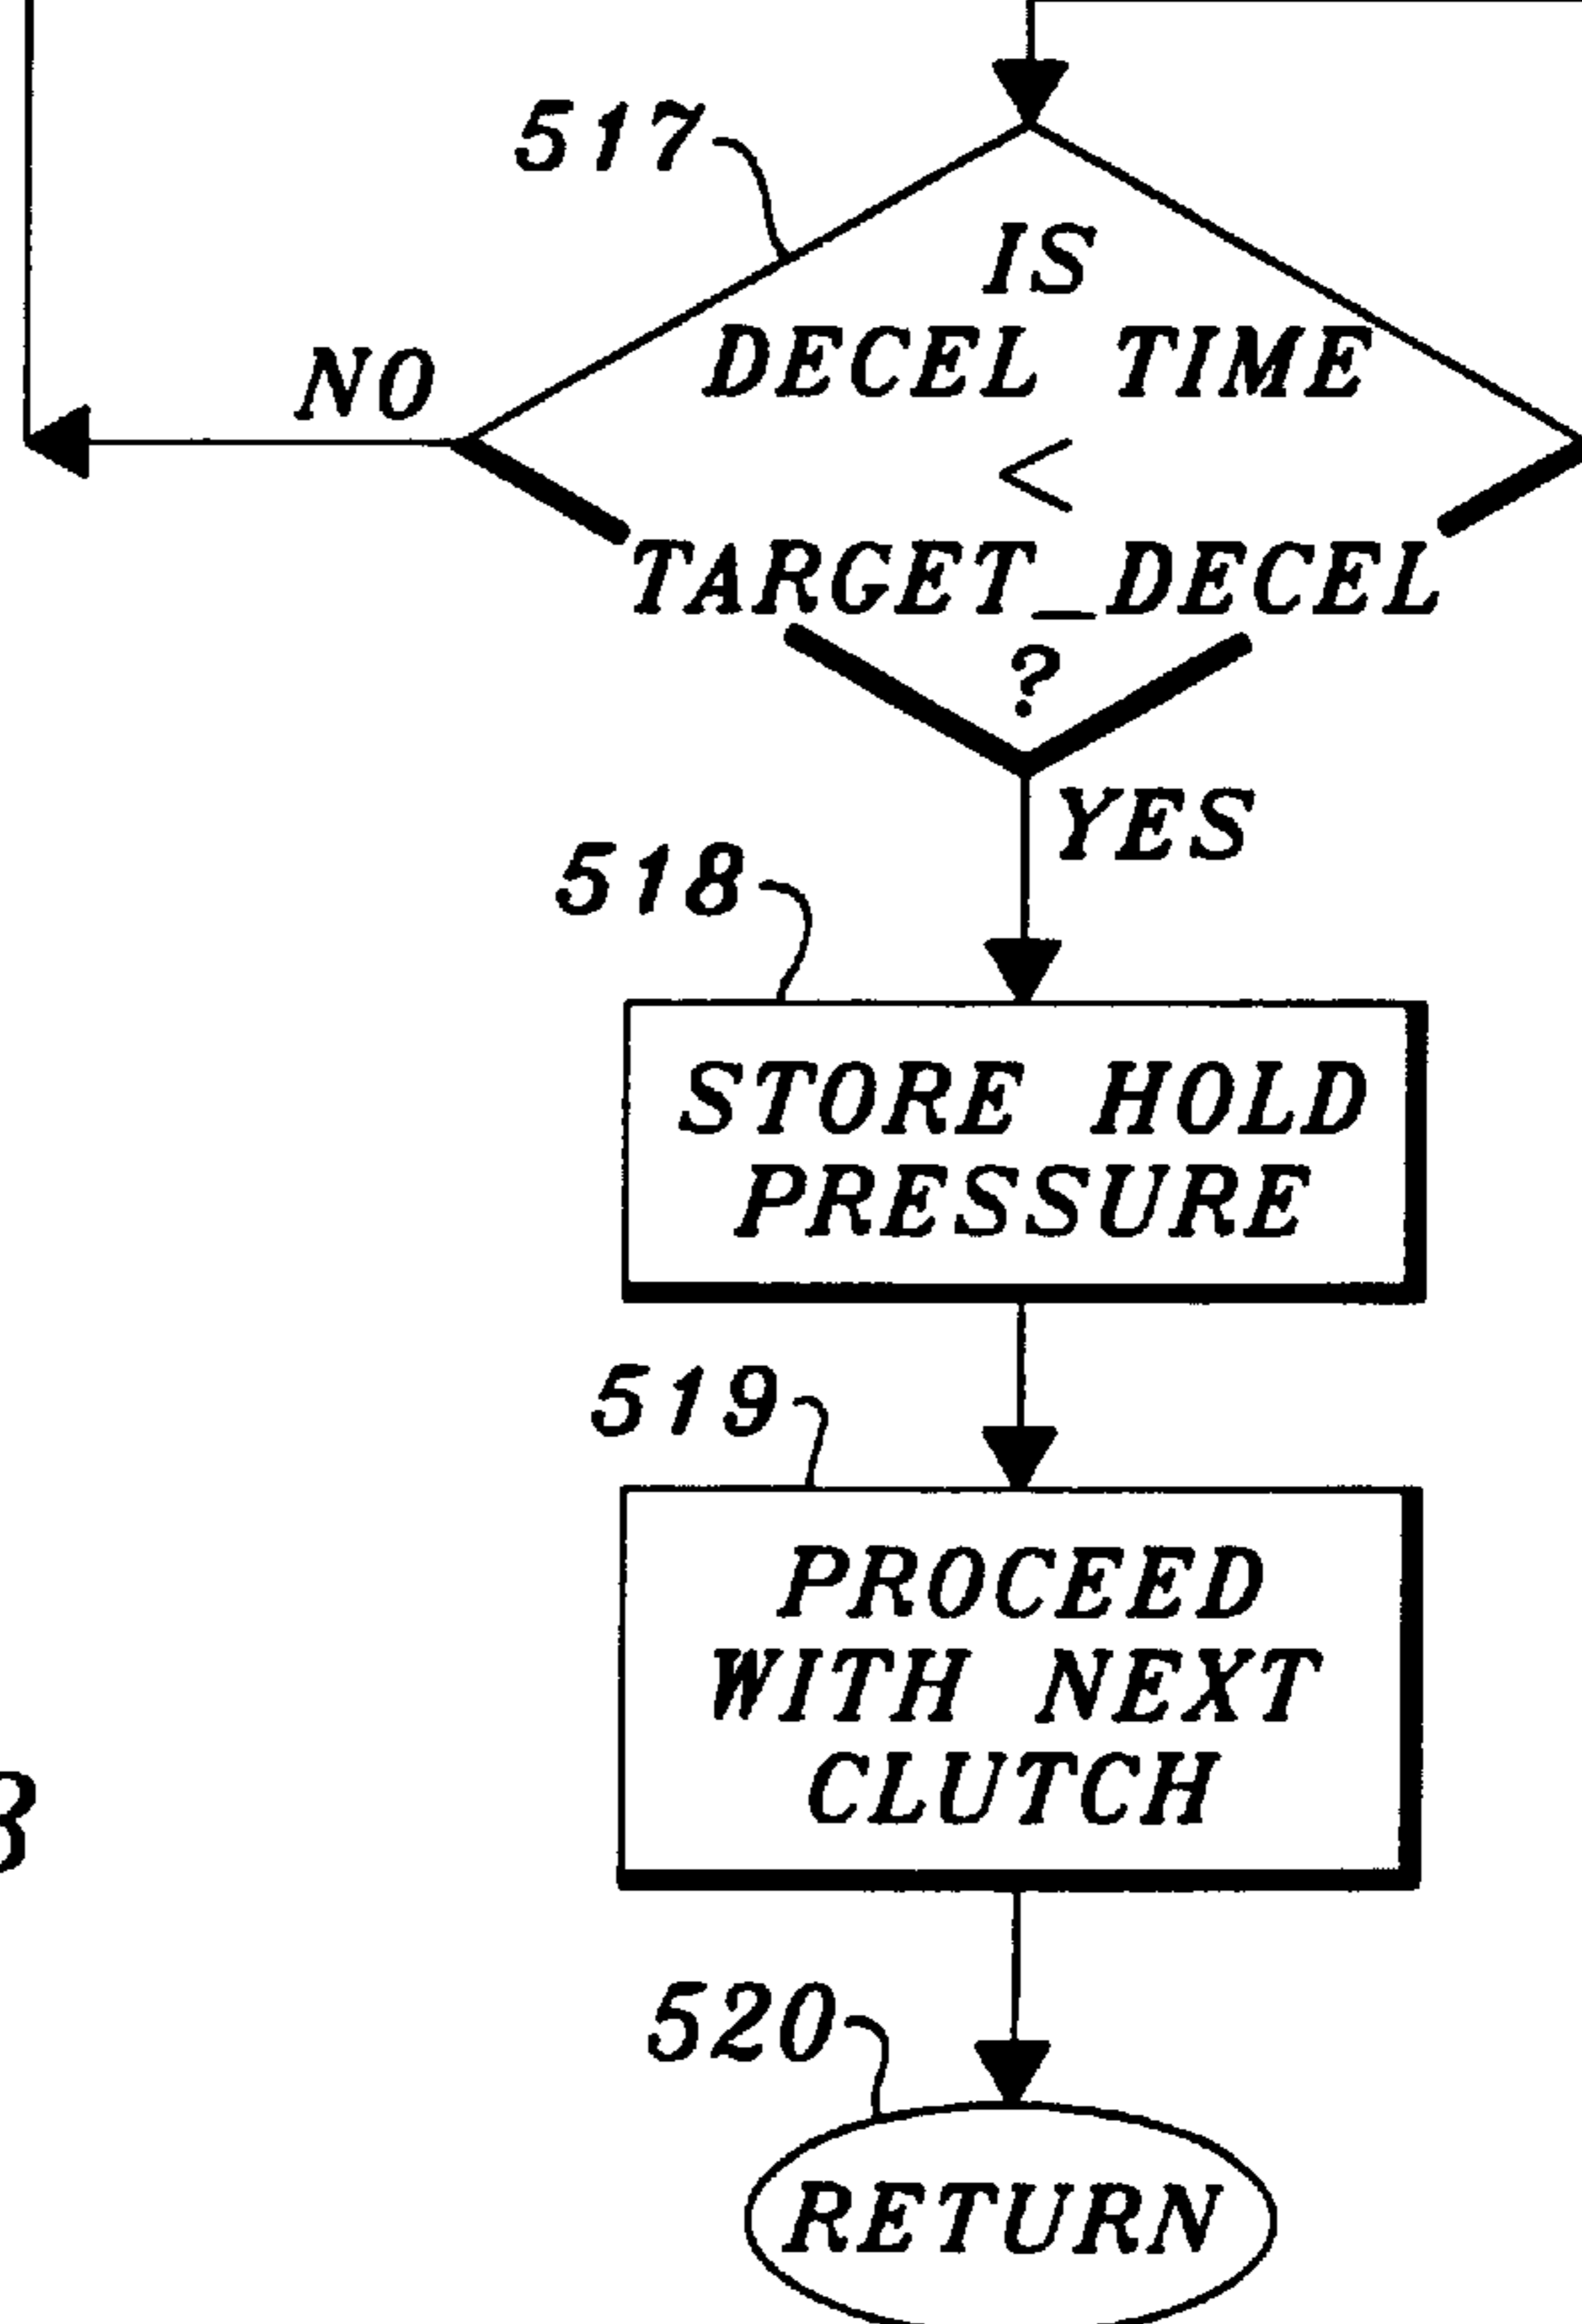 517
IS
DECEL TIME
<
TARGET_DECEL
?
NO
YES
518
STORE HOLD
PRESSURE
519
PROCEED
WITH NEXT
CLUTCH
520
RETURN